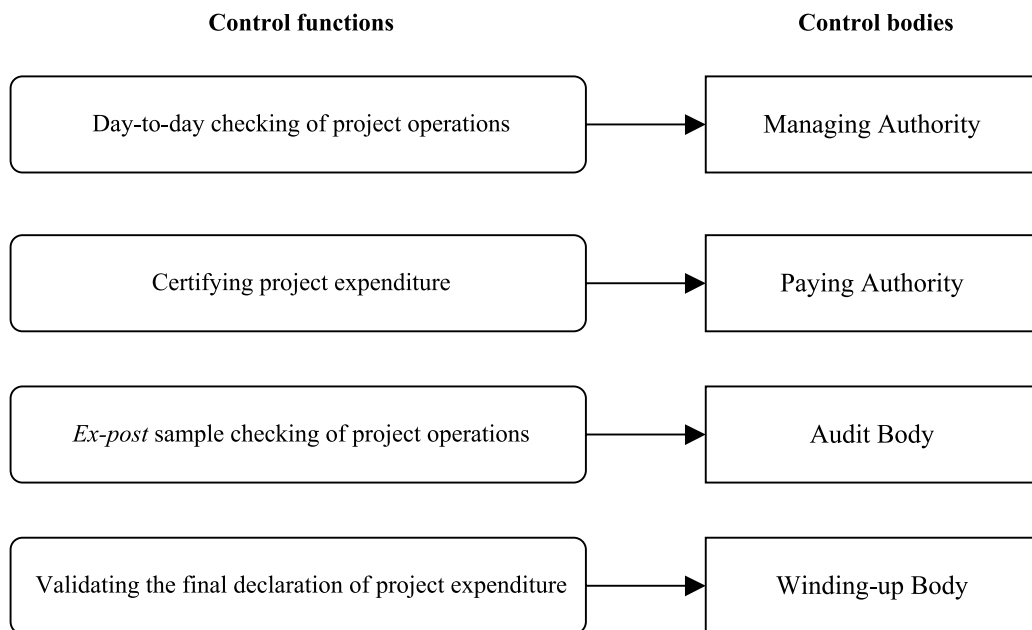 Control functions
Control bodies
Day-to-day checking of project operations
Managing Authority
Certifying project expenditure
Paying Authority
Ex-post sample checking of project operations
Audit Body
Validating the final declaration of project expenditure
Winding-up Body